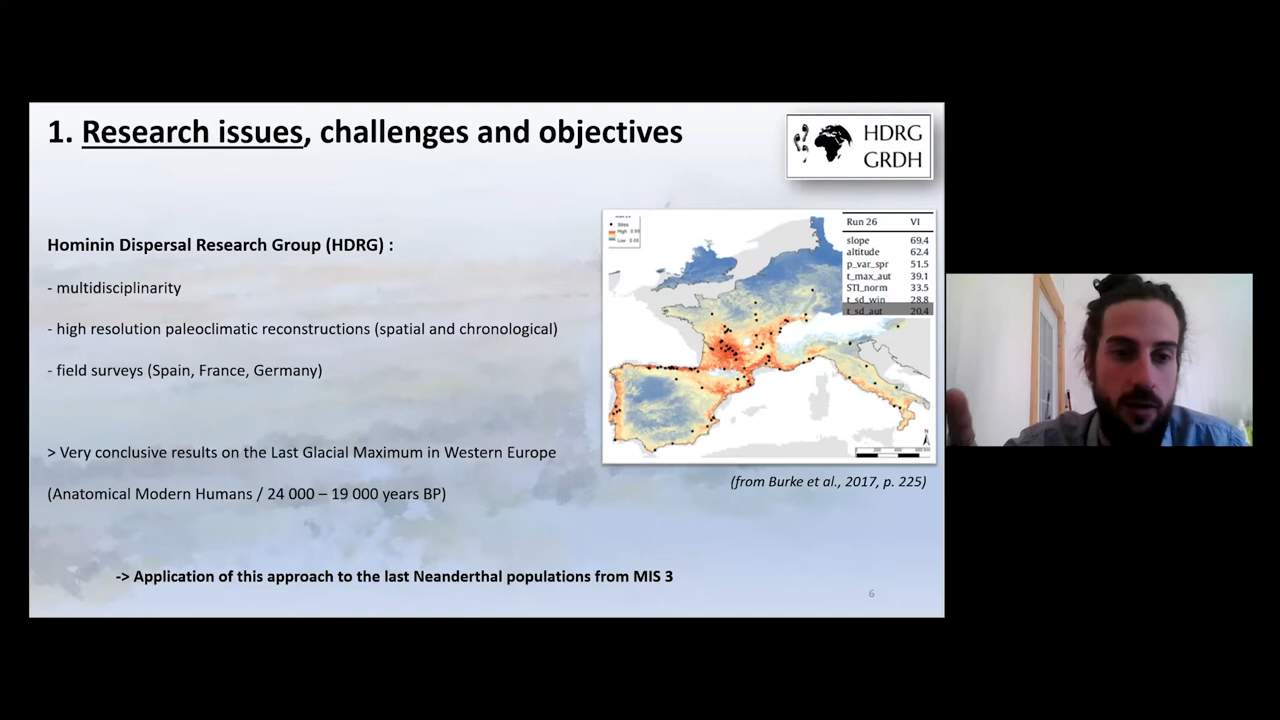 1. Research issues, challenges and objectives
HDRG
GRDH
Hominin Dispersal Research Group (HDRG) :
- multidisciplinarity
- high resolution paleoclimatic reconstructions (spatial and chronological)
- field surveys (Spain, France, Germany)
> Very conclusive results on the Last Glacial Maximum in Western Europe
(Anatomical Modern Humans / 24 000 – 19 000 years BP)
-> Application of this approach to the last Neanderthal populations from MIS 3
Sites
High
Low
Run 26 VI
slope 69.4
altitude 62.4
p_var_spr 51.5
t_max_aut 39.1
STI_norm 33.5
t_sd_win 28.8
t_sd_aut 20.4
N
(from Burke et al., 2017, p. 225)
6